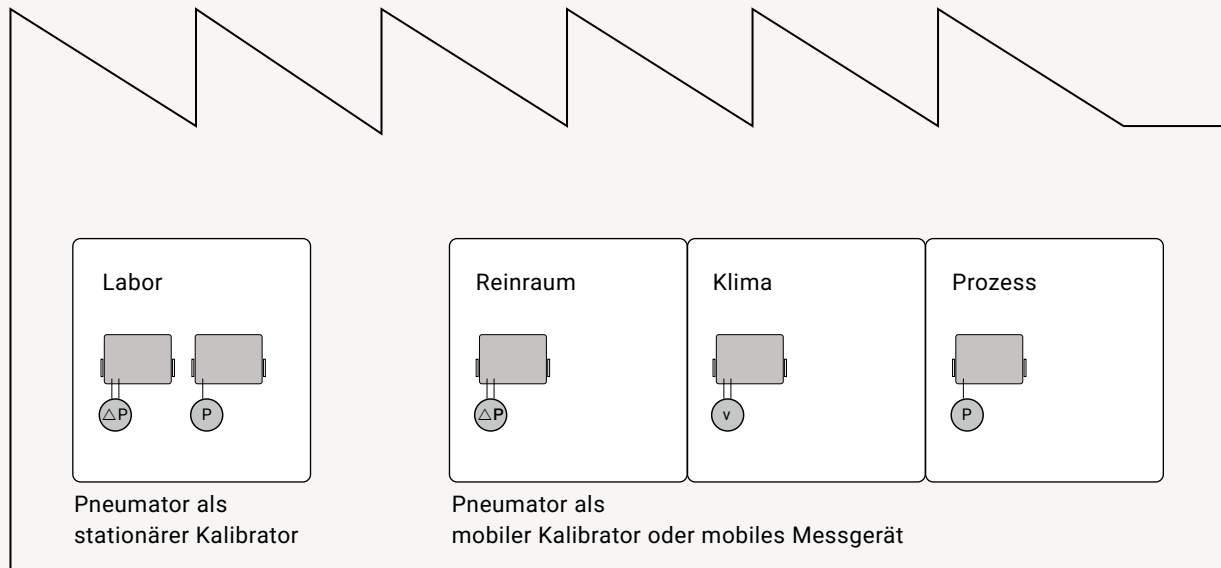 Labor
△P
P
Pneumator als
stationärer Kalibrator
Reinraum
△P
Klima
v
Prozess
P
Pneumator als
mobiler Kalibrator oder mobiles Messgerät